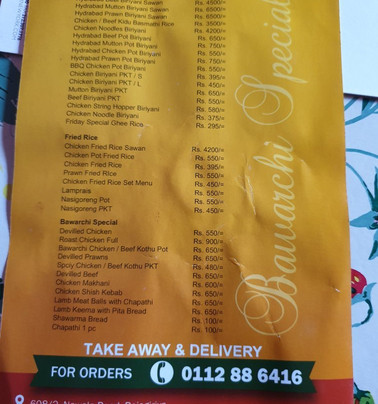 Hydrabad Mutton Biriyani Sawan Rs. 8500/=
Hydrabad Prawn Biriyani Sawan Rs. 6500/=
Chicken / Beef Kidu Basmathi Rice Rs. 3500/=
Chicken Noodles Biriyani Rs. 4200/=
Hydrabad Beef Pot Biriyani Rs. 650/=
Hydrabad Mutton Pot Biriyani Rs. 750/=
Hydrabad Chicken Pot Biriyani Rs. 550/=
Hydrabad Prawn Pot Biriyani Rs. 750/=
BBQ Chicken Pot Biriyani Rs. 550/=
Chicken Biriyani PKT / S Rs. 395/=
Chicken Biriyani PKT / L Rs. 450/=
Mutton Biriyani PKT Rs. 650/=
Beef Biriyani PKT Rs. 550/=
Chicken String Hopper Biriyani Rs. 580/=
Chicken Noodle Biriyani Rs. 375/=
Friday Special Ghee Rice Rs. 295/=
Fried Rice
Chicken Fried Rice Sawan Rs. 4200/=
Chicken Pot Fried Rice Rs. 550/=
Chicken Fried Rice Rs. 395/=
Prawn Fried Rice Rs. 550/=
Chicken Fried Rice Set Menu Rs. 450/=
Lamprais Rs. 550/=
Nasigoreng Pot Rs. 550/=
Nasigoreng PKT Rs. 450/=
Bawarchi Special
Devilled Chicken Rs. 550/=
Roast Chicken Full Rs. 900/=
Bawarchi Chicken / Beef Kothu Pot Rs. 650/=
Devilled Prawns Rs. 650/=
Spciy Chicken / Beef Kothu PKT Rs. 480/=
Devilled Beef Rs. 650/=
Chicken Makhani Rs. 600/=
Chicken Shish Kebab Rs. 650/=
Lamb Meat Balls with Chapathi Rs. 650/=
Lamb Keema with Pita Bread Rs. 650/=
Shawarma Bread Rs. 100/=
Chapathi 1 pc Rs. 100/=
Bawarchi Special
TAKE AWAY & DELIVERY
FOR ORDERS 0112 88 6416